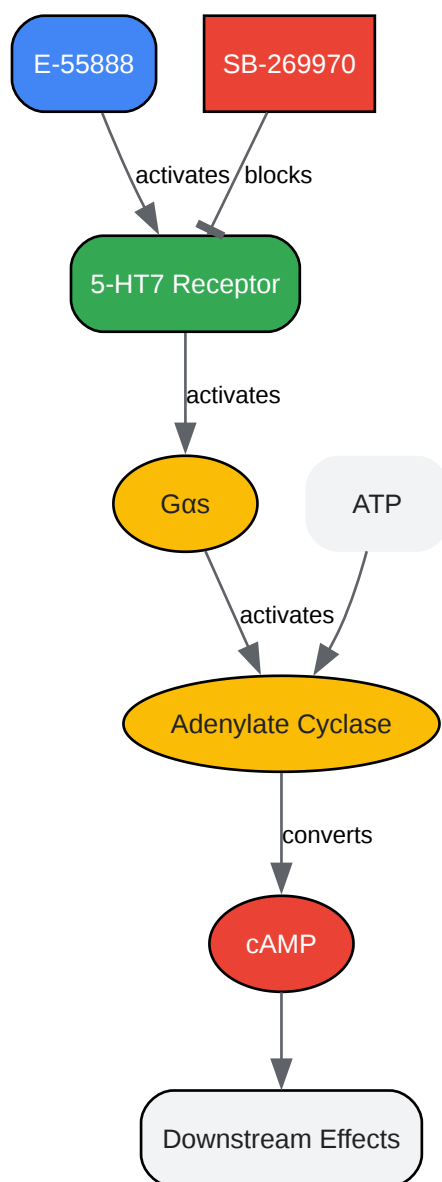 E-55888
SB-269970
activates
blocks
5-HT7 Receptor
activates
Gαs
ATP
activates
Adenylate Cyclase
converts
cAMP
Downstream Effects